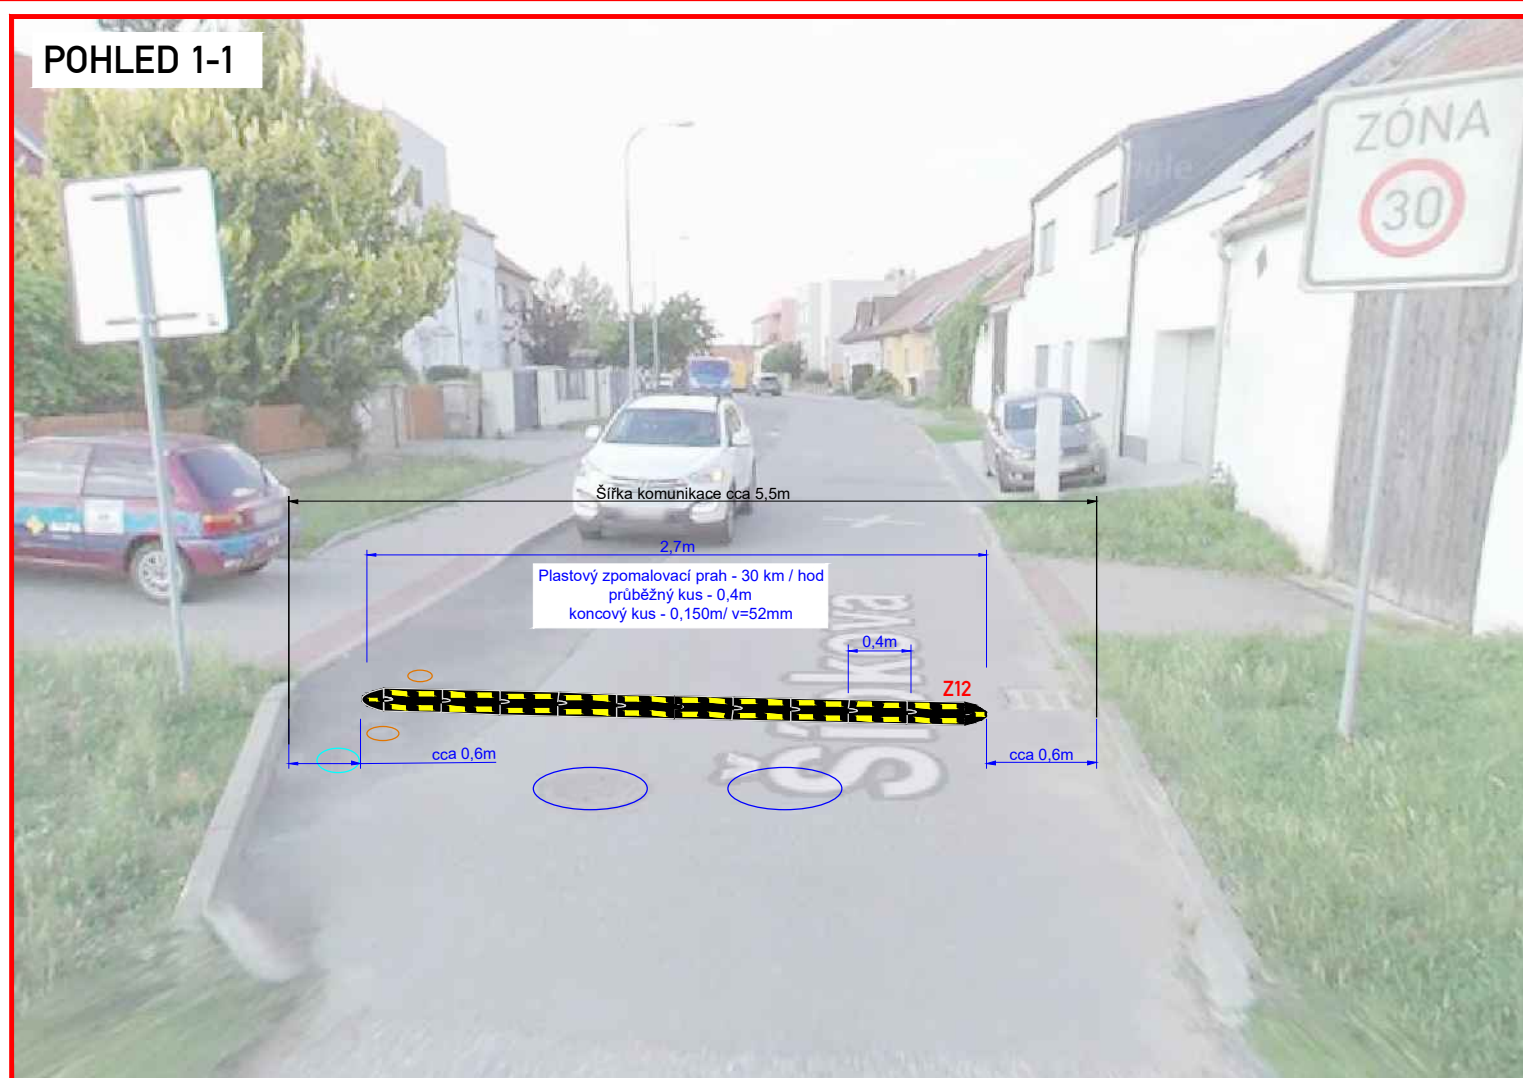 POHLED 1-1
ZÓNA
30
Šířka komunikace cca 5,5m
2,7m
Plastový zpomalovací prah - 30 km / hod
průběžný kus - 0,4m
koncový kus - 0,150m/ v=52mm
0,4m
Z12
cca 0,6m
cca 0,6m
Šípkova